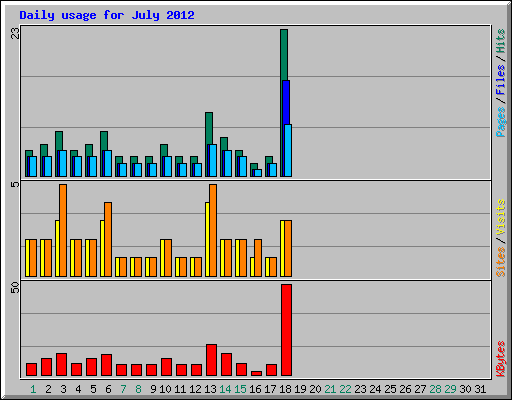 Daily usage for July 2012
23
Pages/Files/Hits
5
Sites/Visits
50
KBytes
1 2 3 4 5 6 7 8 9 10 11 12 13 14 15 16 17 18 19 20 21 22 23 24 25 26 27 28 29 30 31